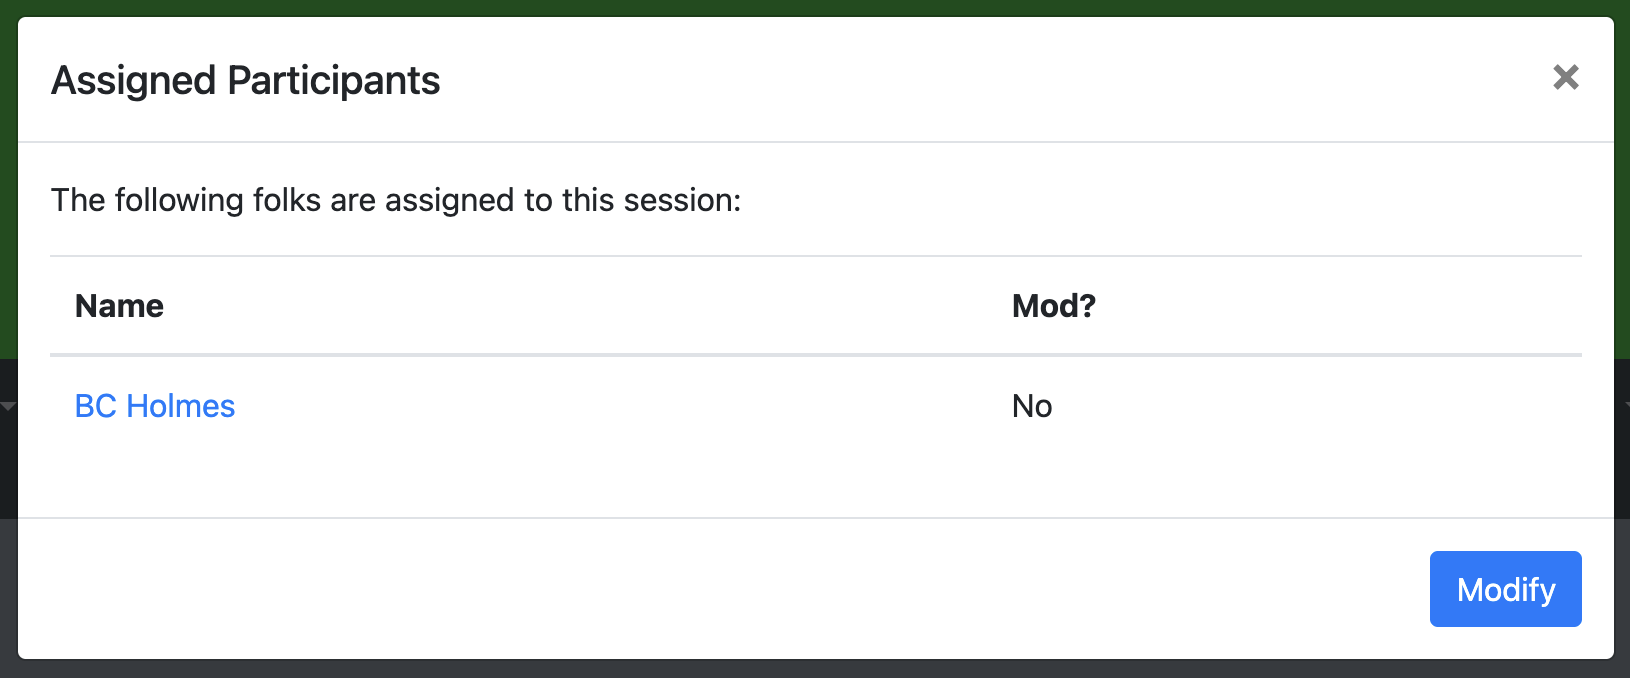 Assigned Participants
The following folks are assigned to this session:
Name Mod?
BC Holmes No
Modify